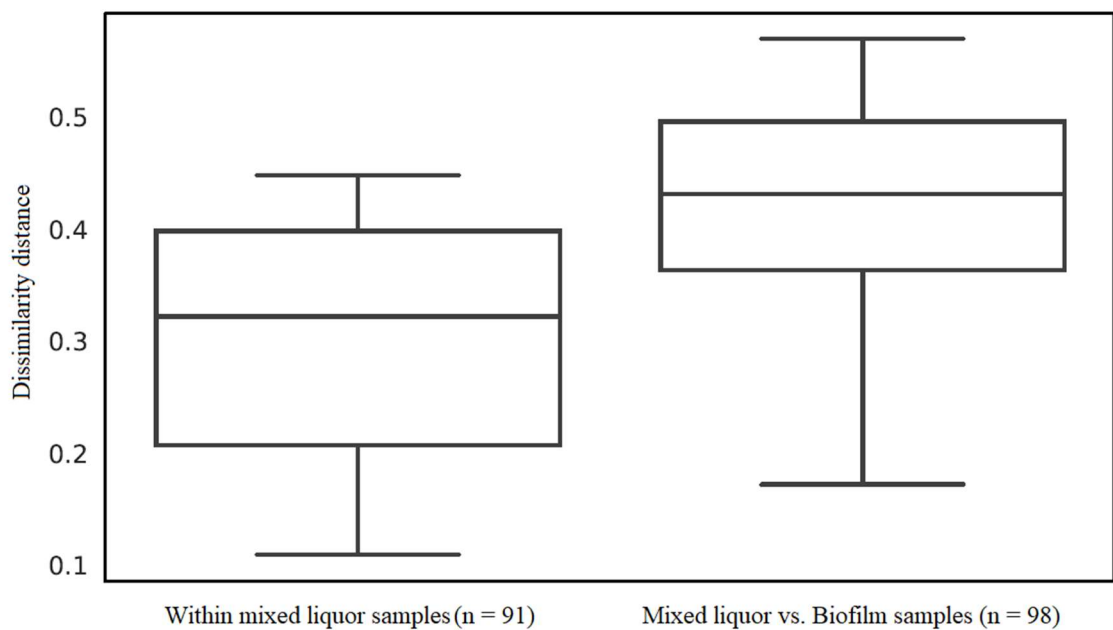 Dissimilarity distance
0.5
0.4
0.3
0.2
0.1
Within mixed liquor samples (n = 91)
Mixed liquor vs. Biofilm samples (n = 98)